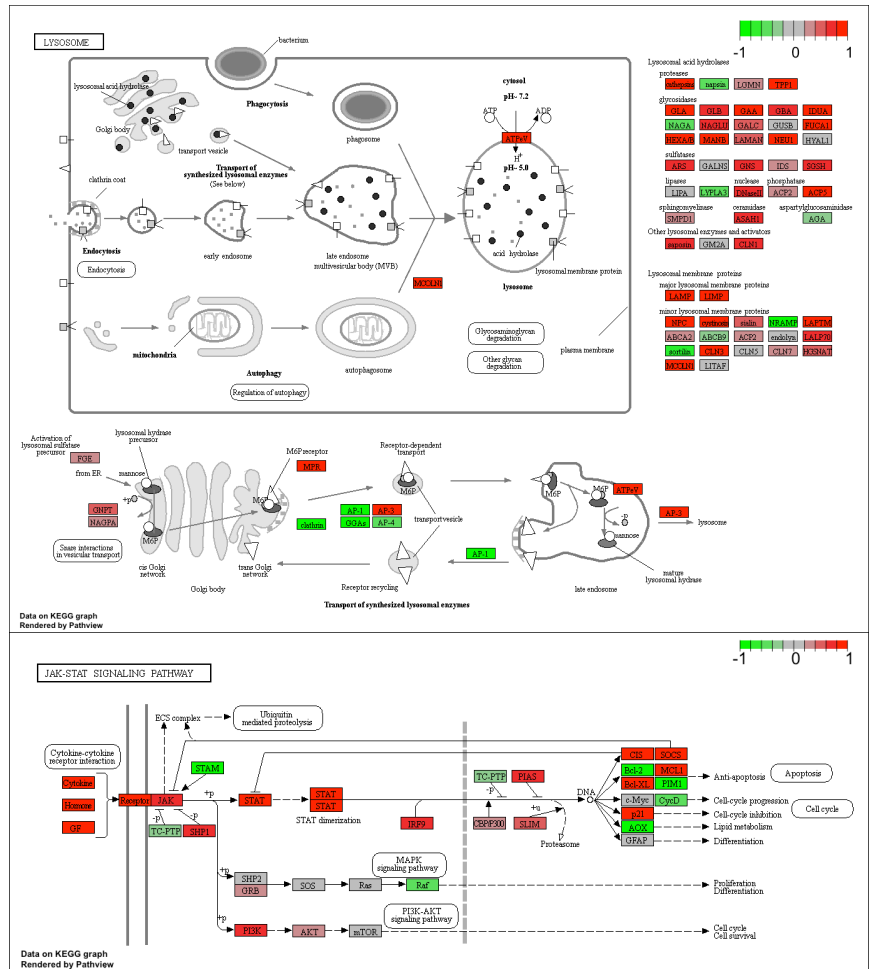 LYSOSOME
-1 0 1
bacterium
lysosomal acid hydrolase
Golgi body
Phagocytosis
transport vesicle
phagosome
cytosol
pH~ 7.2
ATP
ADP
ATPeV
H+
pH~ 5.0
Transport of
synthesized lysosomal enzymes
(See below)
clathrin coat
Endocytosis
Endocytosis
early endosome
late endosome
multivesicular body (MVB)
acid hydrolase
lysosomal membrane protein
lysosome
MCOLN1
mitochondria
Autophagy
Regulation of autophagy
autophagosome
Glycosaminoglycan
degradation
Other glycan
degradation
plasma membrane
Lysosomal acid hydrolases
proteases
cathepsins napsin LGMN TPP1
glycosidases
GLA GLB GAA GBA IDUA
NAGA NAGLU GALC GUSB FUCA1
HEXA/B MANB LAMAN NEU1 HYAL1
sulfatases
ARS GALNS GNS IDS SGSH
lipases nuclease phosphatase
LIPA LYPLA3 DNaseII ACP2 ACP5
sphingomyelinase ceramidase aspartylglucosaminidase
SMPD1 ASAH1 AGA
Other lysosomal enzymes and activators
saposin GM2A CLN1
Lysosomal membrane proteins
major lysosomal membrane proteins
LAMP LIMP
minor lysosomal membrane proteins
NPC cystinosin sialin NRAMP LAPTM
ABCA2 ABCB9 ACP2 endolyn LALP70
sortilin CLN3 CLN5 CLN7 HGSNAT
MCOLN1 LITAF
Activation of
lysosomal sulfatase
precursor
FGE
lysosomal hydrase
precursor
from ER
mannose
+p
GNPT
NAGPA
M6P
Snare interactions
in vesicular transport
cis Golgi
network
Golgi body
trans Golgi
network
M6P receptor
MPR
M6P
clathrin
AP-1 AP-3
GGAs AP-4
Receptor-dependent
transport
M6P
transport vesicle
Receptor recycling
AP-1
M6P
M6P
ATPeV
-p
mannose
AP-3
lysosome
mature
lysosomal hydrase
late endosome
Transport of synthesized lysosomal enzymes
Data on KEGG graph
Rendered by Pathview
JAK-STAT SIGNALING PATHWAY
-1 0 1
Cytokine-cytokine
receptor interaction
ECS complex
Ubiquitin
mediated proteolysis
STAM
Cytokine
Hormone
GF
Receptor JAK
+p
STAT
STAT
STAT
STAT dimerization
-p -p
TC-PTP SHP1
IRF9
TC-PTP PIAS
-p
CBP/P300 SLIM
+u
Proteasome
DNA
CIS SOCS
Bcl-2 MCL1
Bcl-XL PIM1
c-Myc CycD
p21
AOX
GFAP
Anti-apoptosis
Apoptosis
Cell-cycle progression
Cell-cycle inhibition
Cell cycle
Lipid metabolism
Differentiation
+p
SHP2
GRB
SOS
Ras
Raf
MAPK
signaling pathway
Proliferation
Differentiation
+p
PI3K
AKT
mTOR
PI3K-AKT
signaling pathway
Cell cycle
Cell survival
Data on KEGG graph
Rendered by Pathview